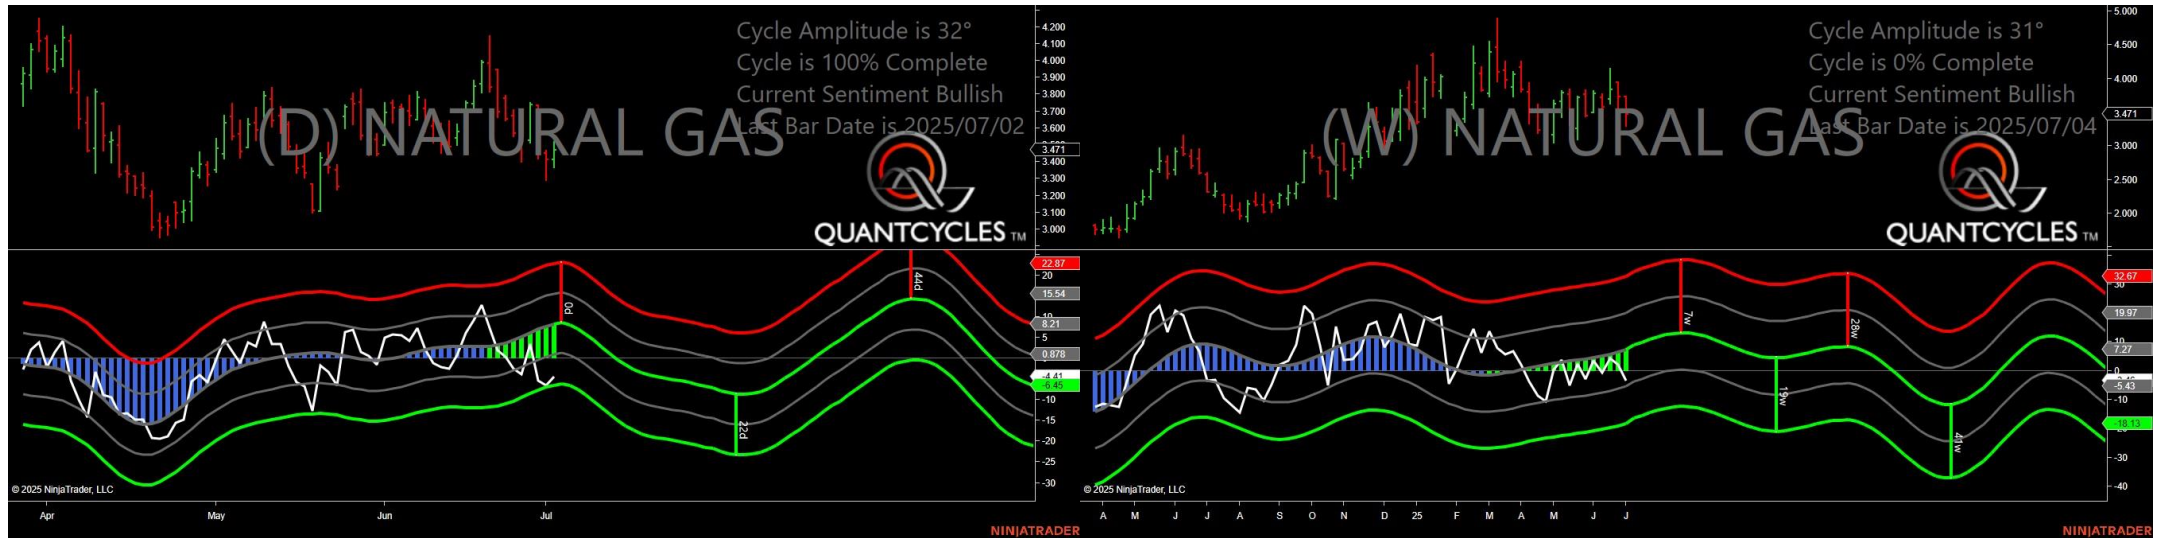 Cycle Amplitude is 32°
Cycle is 100% Complete
Current Sentiment Bullish
Last Bar Date is 2025/07/02
(D) NATURAL GAS
QUANTCYCLES TM
4.200
4.100
4.000
3.900
3.800
3.700
3.600
3.471
3.400
3.300
3.200
3.100
3.000
22.87
20
15.54
10
8.21
5
0.878
-4.41
-6.45
-10
-15
-20
-25
-30
0d
22d
44d
© 2025 NinjaTrader, LLC
Apr May Jun Jul
NINJATRADER
Cycle Amplitude is 31°
Cycle is 0% Complete
Current Sentiment Bullish
Last Bar Date is 2025/07/04
(W) NATURAL GAS
QUANTCYCLES TM
5.000
4.500
4.000
3.471
3.000
2.500
2.000
32.67
30
19.97
10
7.27
0
-5.43
-10
-18.13
-30
-40
7w
19w
28w
41w
© 2025 NinjaTrader, LLC
A M J J A S O N D 25 F M A M J J
NINJATRADER